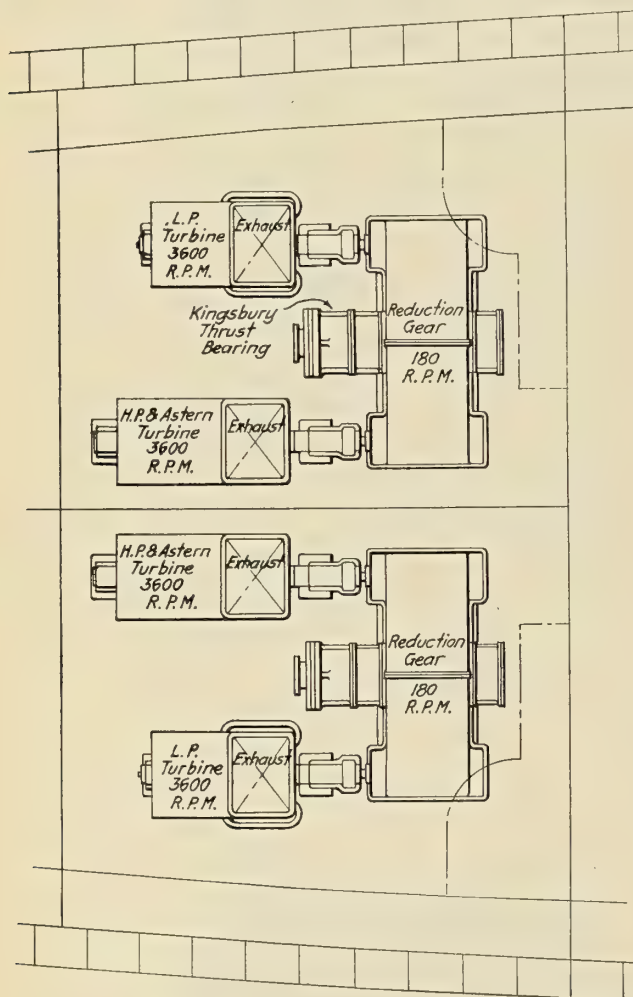 L.P.
Turbine
3600
R.P.M.
Exhaust
Kingsbury
Thrust
Bearing
Reduction
Gear
180
R.P.M.
H.P.& Astern
Turbine
3600
R.P.M.
Exhaust
H.P.& Astern
Turbine
3600
R.P.M.
Exhaust
Reduction
Gear
180
R.P.M.
L.P.
Turbine
3600
R.P.M.
Exhaust